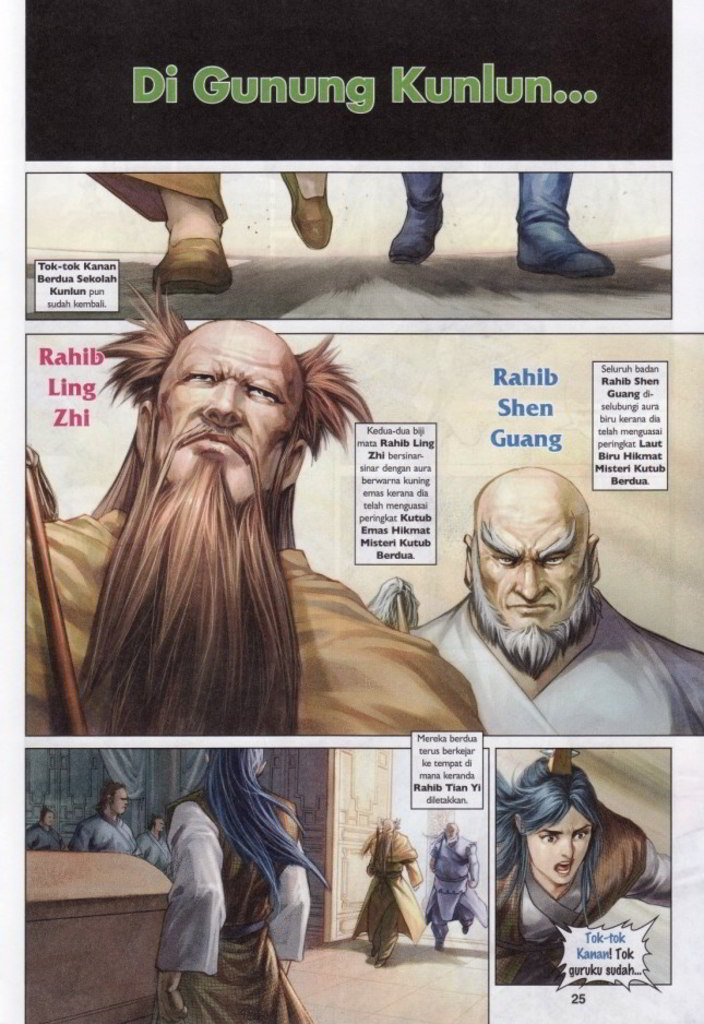 Di Gunung Kunlun...
Tok-tok Kanan
Berdua Sekolah
Kunlun pun
sudah kembali.
Rahib
Ling
Zhi
Kedua-dua biji
mata Rahib Ling
Zhi bersinar-
sinar dengan aura
berwarna kuning
emas kerana dia
telah menguasai
peringkat Kutub
Emas Hikmat
Misteri Kutub
Berdua.
Rahib
Shen
Guang
Seluruh badan
Rahib Shen
Guang di-
selubungi aura
biru kerana dia
telah menguasai
peringkat Laut
Biru Hikmat
Misteri Kutub
Berdua.
Mereka berdua
terus berkejar
ke tempat di
mana keranda
Rahib Tian Yi
diletakkan.
Tok-tok
Kanan! Tok
guruku sudah...
25